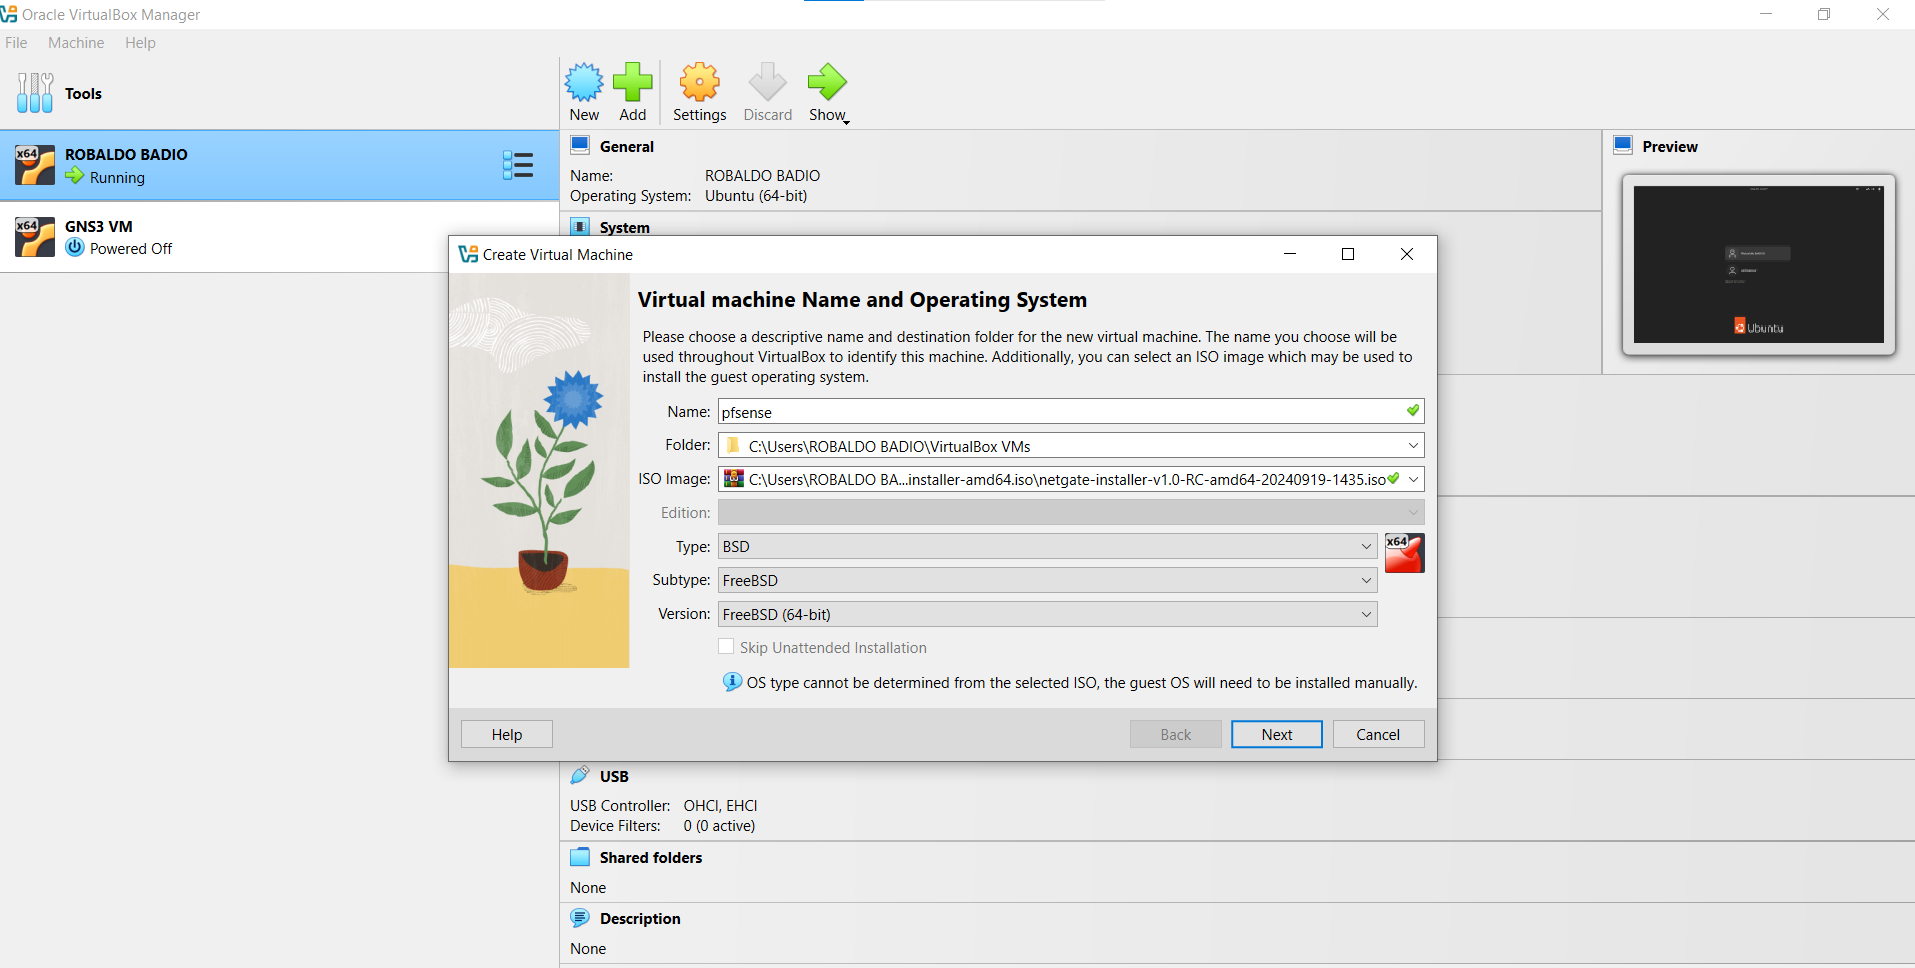 Oracle VirtualBox Manager
File Machine Help
Tools
New Add Settings Discard Show
x64 ROBALDO BADIO
Running
x64 GNS3 VM
Powered Off
General
Name: ROBALDO BADIO
Operating System: Ubuntu (64-bit)
System
Preview
Ubuntu
Create Virtual Machine
Virtual machine Name and Operating System
Please choose a descriptive name and destination folder for the new virtual machine. The name you choose will be
used throughout VirtualBox to identify this machine. Additionally, you can select an ISO image which may be used to
install the guest operating system.
Name: pfsense
Folder: C:\Users\ROBALDO BADIO\VirtualBox VMs
ISO Image: C:\Users\ROBALDO BA...installer-amd64.iso\netgate-installer-v1.0-RC-amd64-20240919-1435.iso
Edition:
Type: BSD
x64
Subtype: FreeBSD
Version: FreeBSD (64-bit)
Skip Unattended Installation
OS type cannot be determined from the selected ISO, the guest OS will need to be installed manually.
Help Back Next Cancel
USB
USB Controller: OHCI, EHCI
Device Filters: 0 (0 active)
Shared folders
None
Description
None